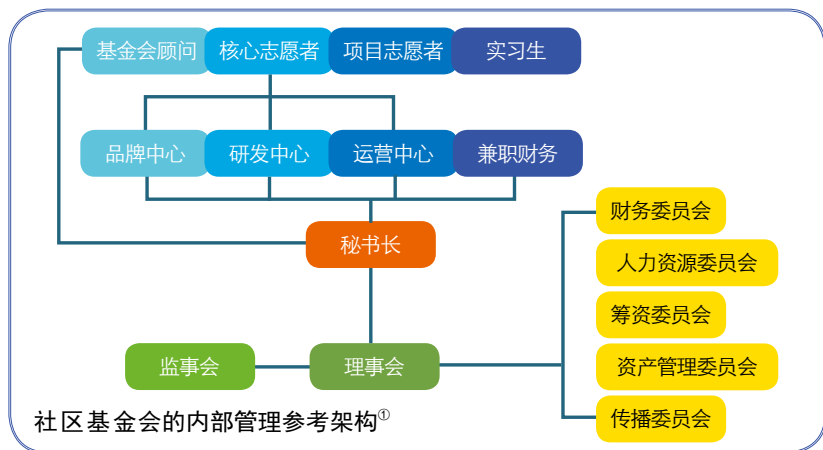 基金会顾问 核心志愿者 项目志愿者 实习生
品牌中心 研发中心 运营中心 兼职财务
财务委员会
秘书长
人力资源委员会
筹资委员会
监事会 理事会 资产管理委员会
传播委员会
社区基金会的内部管理参考架构①